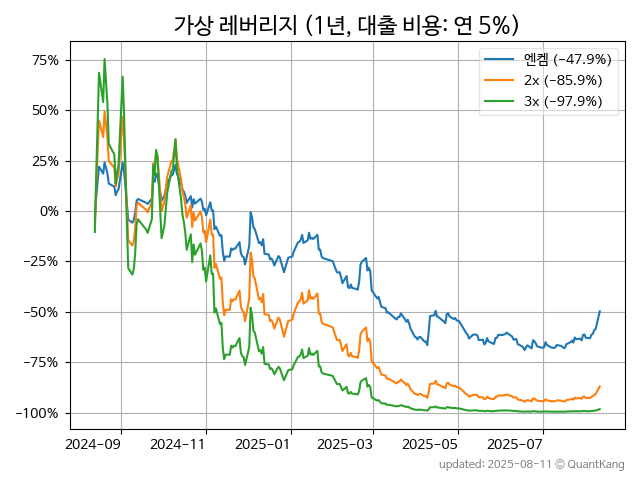 가상 레버리지 (1년, 대출 비용: 연 5%)
엔켐 (−47.9%)
2x (−85.9%)
3x (−97.9%)
75%
50%
25%
0%
−25%
−50%
−75%
−100%
2024-09
2024-11
2025-01
2025-03
2025-05
2025-07
updated: 2025-08-11 © QuantKang